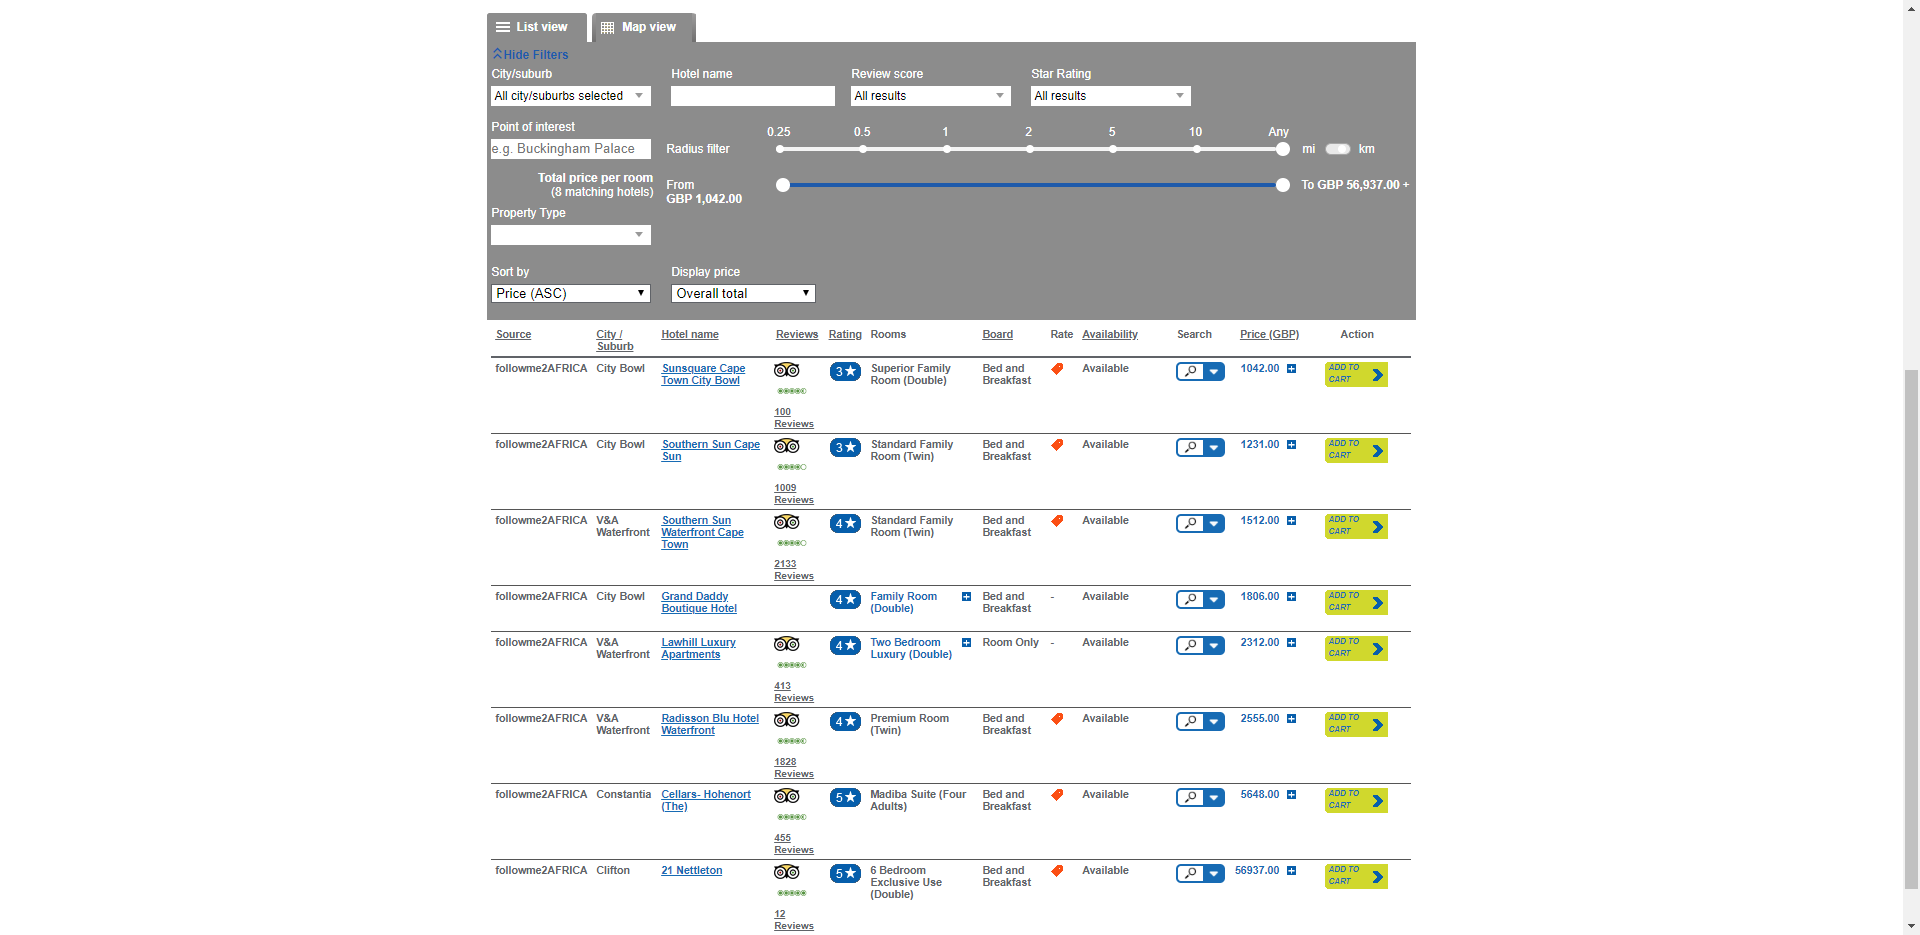 List view
Map view
Hide Filters
City/suburb
Hotel name
Review score
Star Rating
All city/suburbs selected
All results
All results
Point of interest
0.25 0.5 1 2 5 10 Any
e.g. Buckingham Palace
Radius filter
mi km
Total price per room
(8 matching hotels)
From
GBP 1,042.00
To GBP 56,937.00 +
Property Type
Sort by
Display price
Price (ASC)
Overall total
Source City / Suburb Hotel name Reviews Rating Rooms Board Rate Availability Search Price (GBP) Action
followme2AFRICA City Bowl Sunsquare Cape 3 Superior Family Bed and Available 1042.00 ADD TO
Town City Bowl Room (Double) Breakfast CART
100
Reviews
followme2AFRICA City Bowl Southern Sun Cape 3 Standard Family Bed and Available 1231.00 ADD TO
Sun Room (Twin) Breakfast CART
1009
Reviews
followme2AFRICA V&A Southern Sun 4 Standard Family Bed and Available 1512.00 ADD TO
Waterfront Waterfront Cape Room (Twin) Breakfast CART
Town
2133
Reviews
followme2AFRICA City Bowl Grand Daddy 4 Family Room Bed and - Available 1806.00 ADD TO
Boutique Hotel (Double) Breakfast CART
followme2AFRICA V&A Lawhill Luxury 4 Two Bedroom Room Only - Available 2312.00 ADD TO
Waterfront Apartments Luxury (Double) CART
413
Reviews
followme2AFRICA V&A Radisson Blu Hotel 4 Premium Room Bed and Available 2555.00 ADD TO
Waterfront Waterfront (Twin) Breakfast CART
1828
Reviews
followme2AFRICA Constantia Cellars- Hohenort 5 Madiba Suite (Four Bed and Available 5648.00 ADD TO
(The) Adults) Breakfast CART
455
Reviews
followme2AFRICA Clifton 21 Nettleton 5 6 Bedroom Bed and Available 56937.00 ADD TO
Exclusive Use Breakfast CART
(Double)
12
Reviews